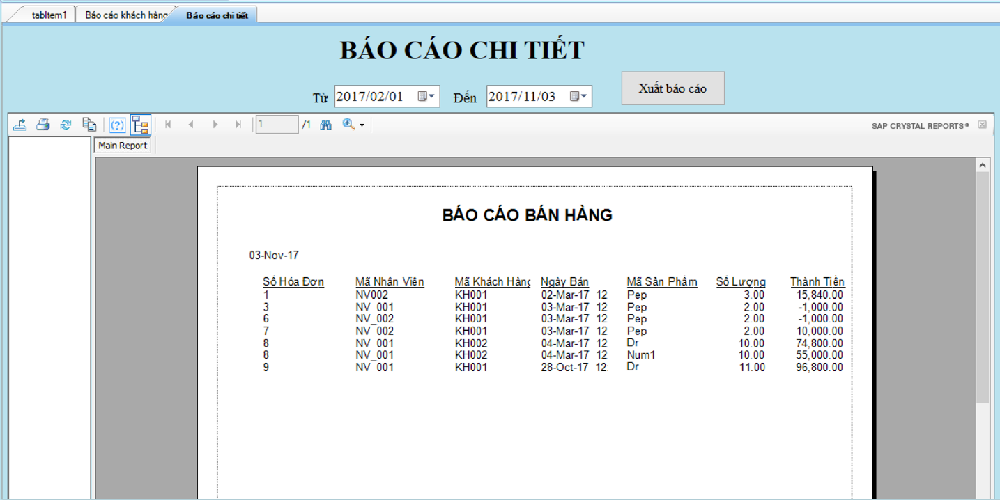 tabItem1 Báo cáo khách hàng Báo cáo chi tiết
BÁO CÁO CHI TIẾT
Từ 2017/02/01 Đến 2017/11/03 Xuất báo cáo
1 /1 SAP CRYSTAL REPORTS®
Main Report
BÁO CÁO BÁN HÀNG
03-Nov-17
Số Hóa Đơn Mã Nhân Viên Mã Khách Hàng Ngày Bán Mã Sản Phẩm Số Lượng Thành Tiền
1 NV002 KH001 02-Mar-17 12 Pep 3.00 15,840.00
3 NV_001 KH001 03-Mar-17 12 Pep 2.00 -1,000.00
6 NV_002 KH001 03-Mar-17 12 Pep 2.00 -1,000.00
7 NV_002 KH001 03-Mar-17 12 Pep 2.00 10,000.00
8 NV_001 KH002 04-Mar-17 12 Dr 10.00 74,800.00
8 NV_001 KH002 04-Mar-17 12 Num1 10.00 55,000.00
9 NV_001 KH001 28-Oct-17 12: Dr 11.00 96,800.00